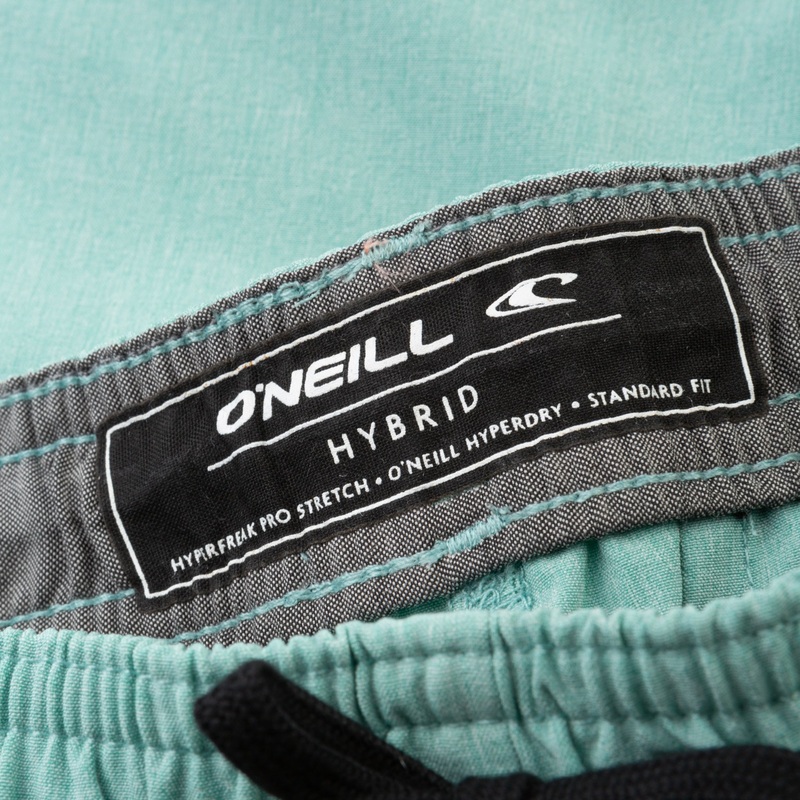 O'NEILL
HYBRID
HYPERFREAK PRO STRETCH • O'NEILL HYPERDRY • STANDARD FIT